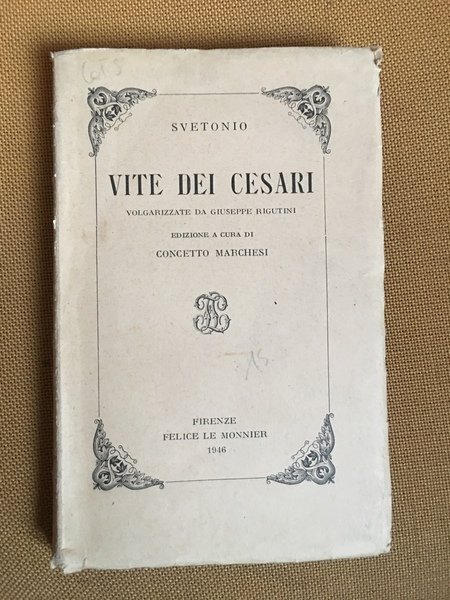 SVETONIO
VITE DEI CESARI
VOLGARIZZATE DA GIUSEPPE RIGUTINI
EDIZIONE A CURA DI
CONCETTO MARCHESI
FIRENZE
FELICE LE MONNIER
1946